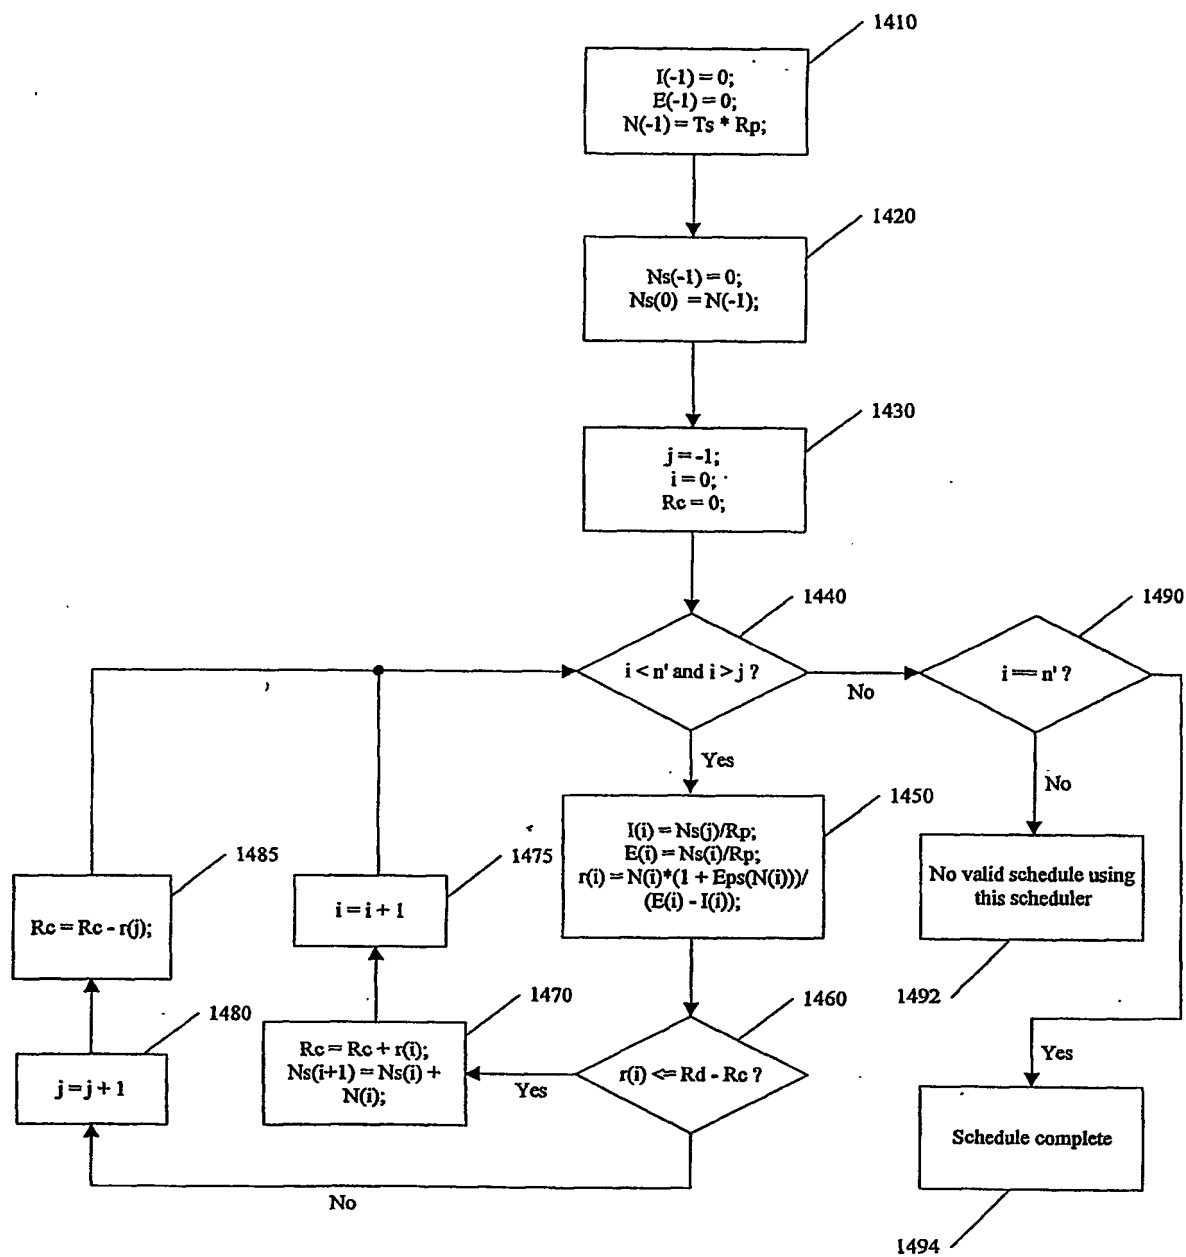 1410
I(-1) = 0;
E(-1) = 0;
N(-1) = Ts * Rp;
1420
Ns(-1) = 0;
Ns(0) = N(-1);
1430
j = -1;
i = 0;
Rc = 0;
1440
i < n' and i > j ?
No
Yes
1490
i == n' ?
No
Yes
1450
I(i) = Ns(j)/Rp;
E(i) = Ns(i)/Rp;
r(i) = N(i)*(1 + Eps(N(i)))/
(E(i) - I(i));
1485
Rc = Rc - r(j);
1475
i = i + 1
No valid schedule using
this scheduler
1492
1480
j = j + 1
1470
Rc = Rc + r(i);
Ns(i+1) = Ns(i) +
N(i);
Yes
1460
r(i) <= Rd - Rc ?
No
Schedule complete
1494